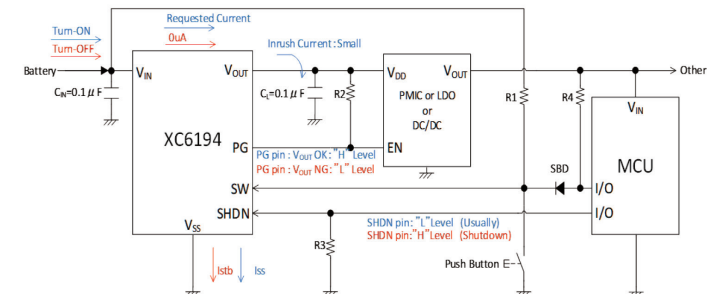 Turn-ON
Requested Current
Turn-OFF
0uA
Inrush Current : Small
Battery
VIN
VOUT
VDD
VOUT
Other
CIN=0.1 μ F
CL=0.1 μ F
R2
PMIC or LDO
or
DC/DC
R1
R4
VIN
XC6194
MCU
PG
EN
PG pin : VOUT OK: "H" Level
PG pin : VOUT NG: "L" Level
SBD
SW
I/O
SHDN
I/O
SHDN pin: "L" Level (Usually)
SHDN pin: "H" Level (Shutdown)
VSS
R3
Istb
Iss
Push Button